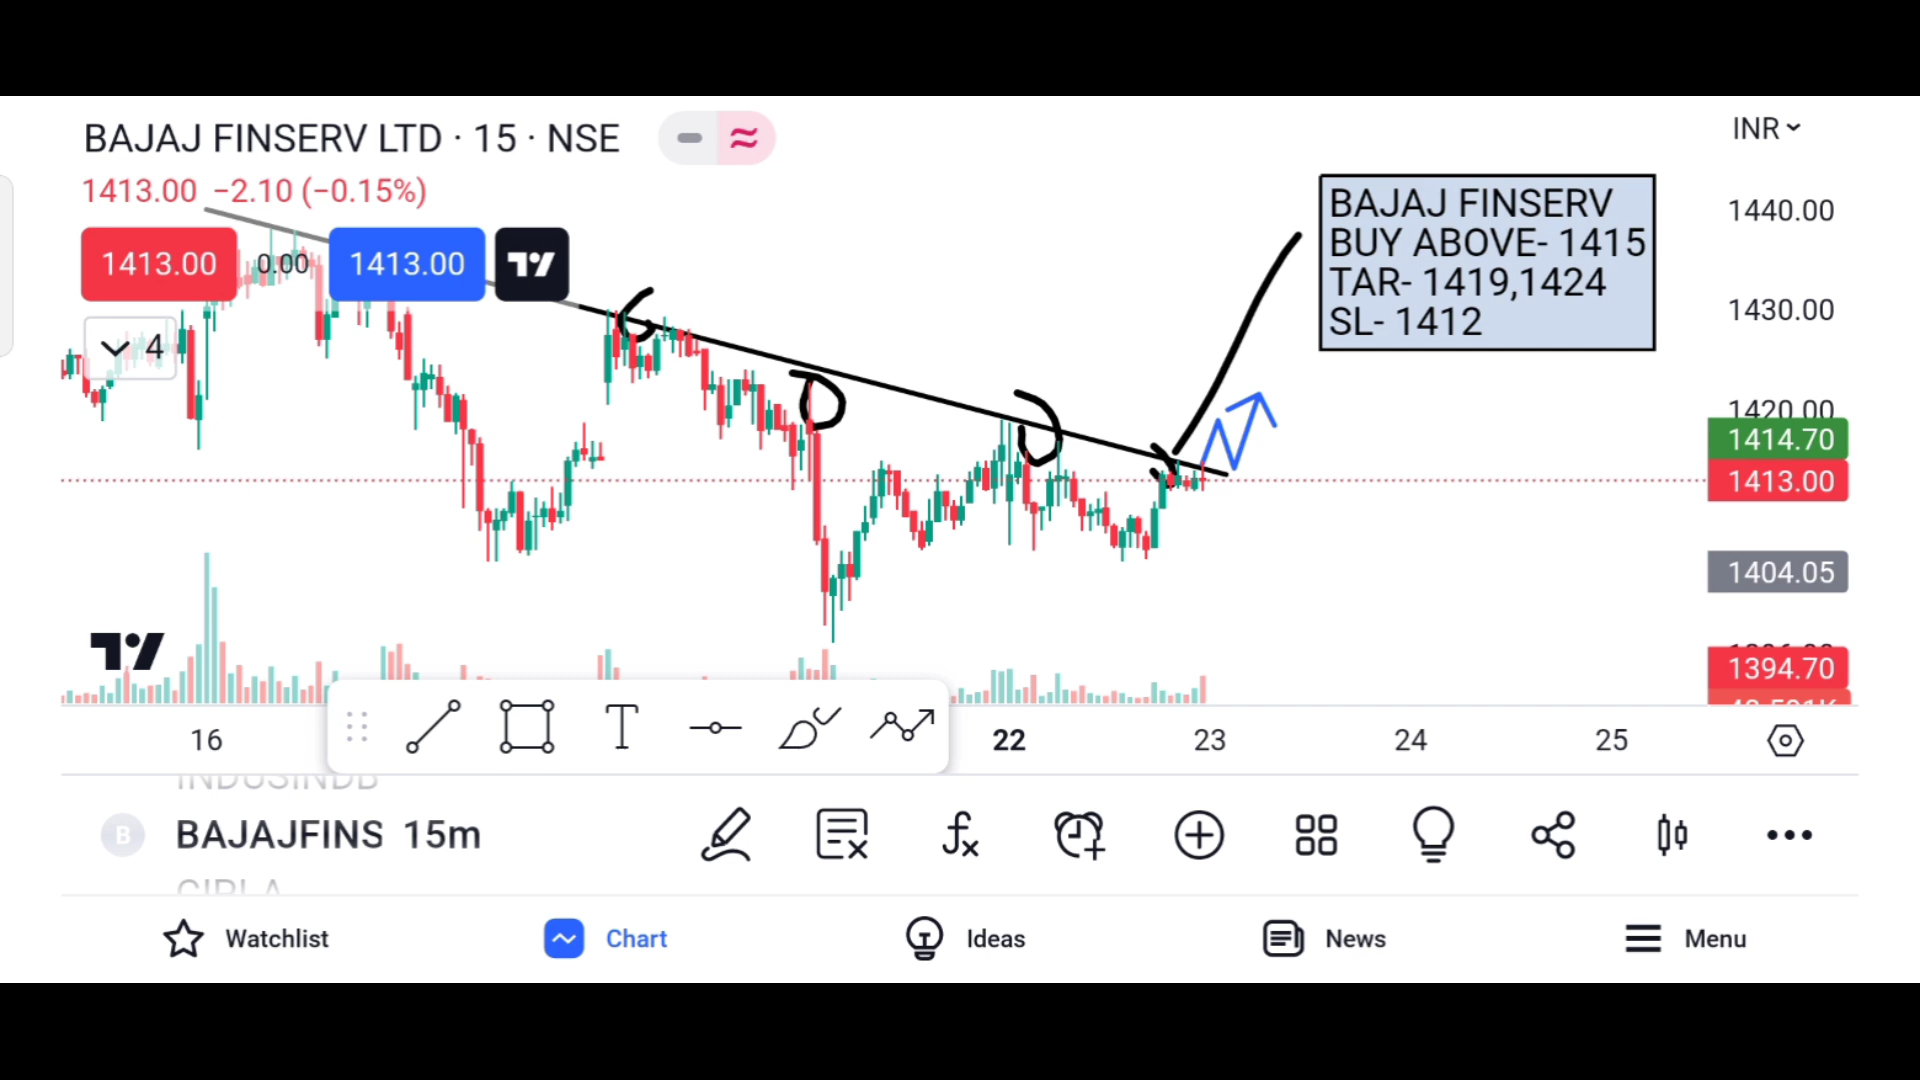 BAJAJ FINSERV LTD · 15 · NSE
INR
1413.00 −2.10 (−0.15%)
1413.00
0.00
1413.00
4
BAJAJ FINSERV
BUY ABOVE- 1415
TAR- 1419,1424
SL- 1412
1440.00
1430.00
1420.00
1414.70
1413.00
1404.05
1394.70
16
22
23
24
25
T
INDUSINDB
BAJAJFINS 15m
B
Watchlist
Chart
Ideas
News
Menu